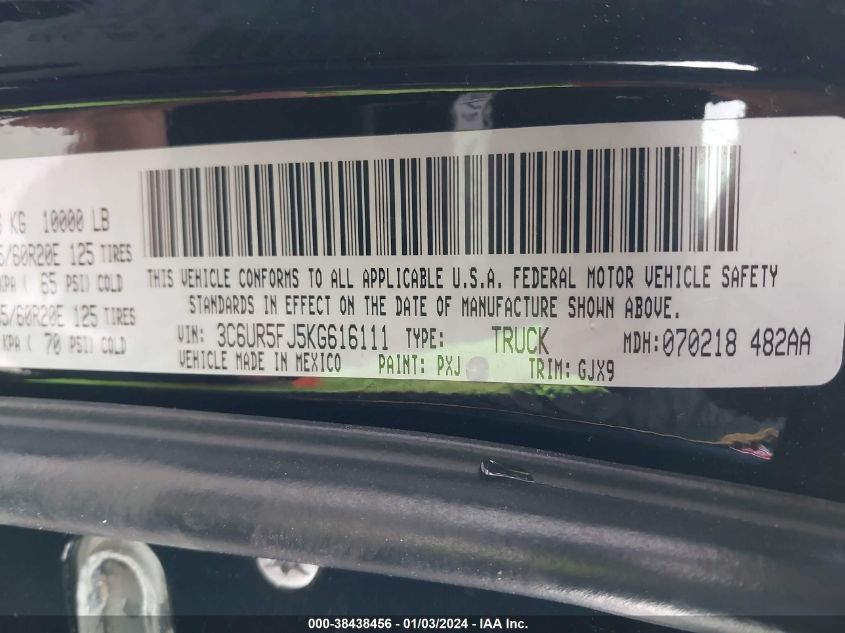 KG 10000 LB
/60R20E 125 TIRES
KPA ( 65 PSI) COLD
/60R20E 125 TIRES
KPA ( 70 PSI) COLD
THIS VEHICLE CONFORMS TO ALL APPLICABLE U.S.A. FEDERAL MOTOR VEHICLE SAFETY
STANDARDS IN EFFECT ON THE DATE OF MANUFACTURE SHOWN ABOVE.
VIN: 3C6UR5FJ5KG616111 TYPE: TRUCK MDH:070218 482AA
VEHICLE MADE IN MEXICO PAINT: PXJ TRIM: GJX9
000-38438456 - 01/03/2024 - IAA Inc.